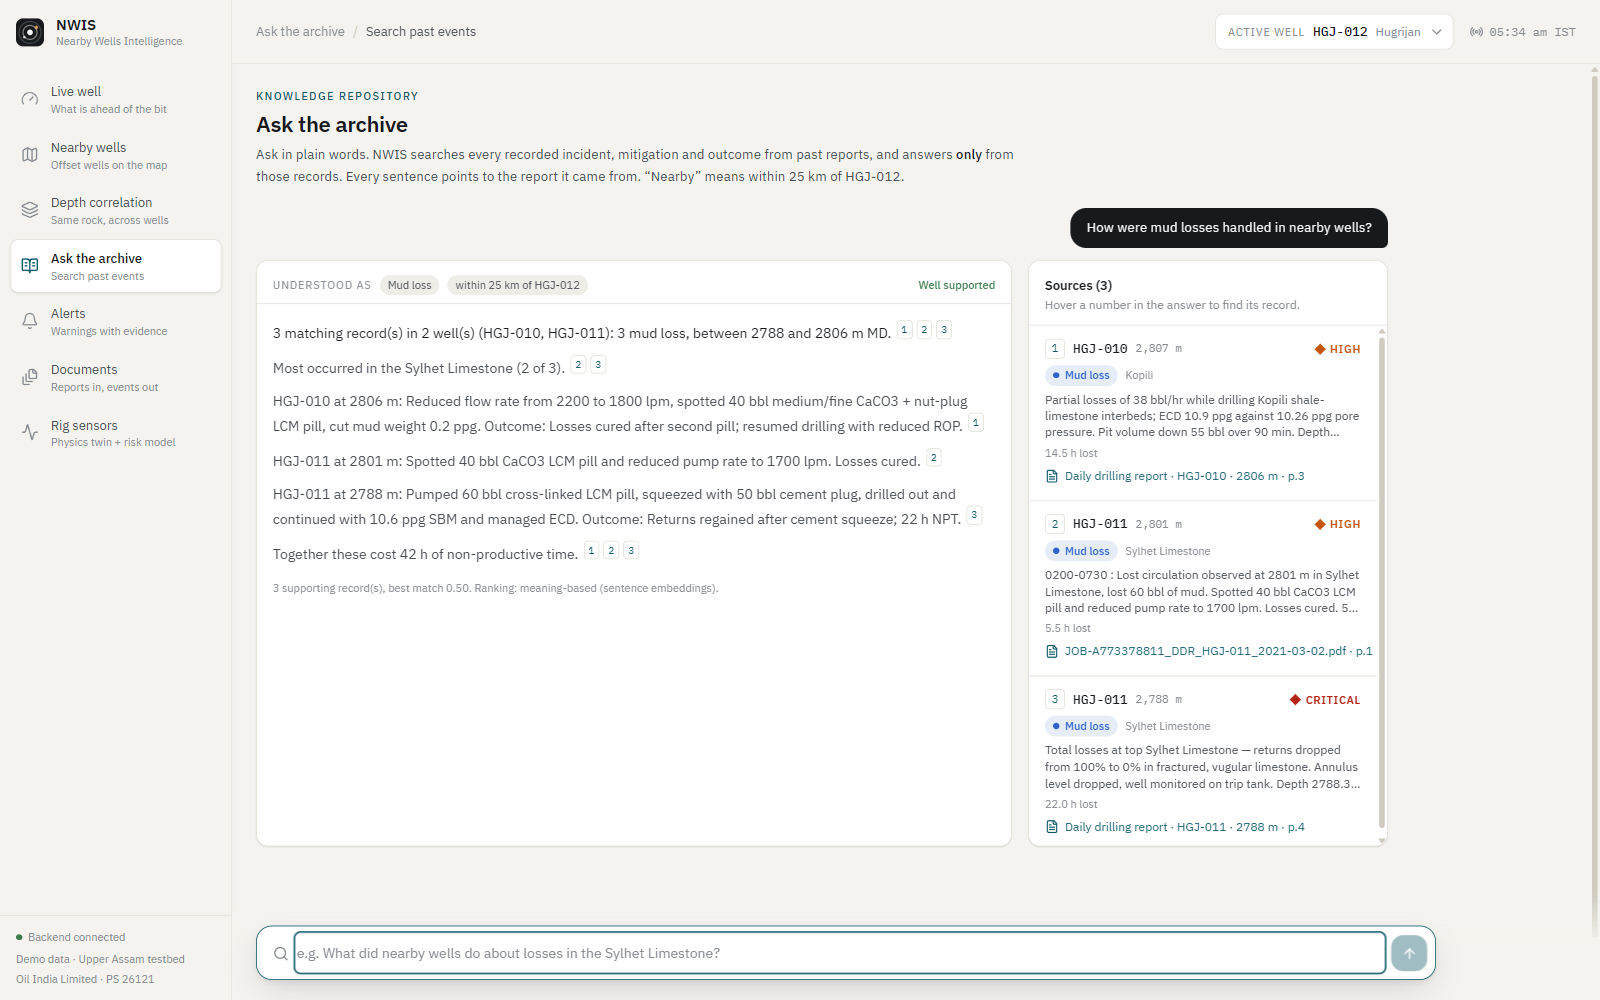 NWIS
Nearby Wells Intelligence
Live well
What is ahead of the bit
Nearby wells
Offset wells on the map
Depth correlation
Same rock, across wells
Ask the archive
Search past events
Alerts
Warnings with evidence
Documents
Reports in, events out
Rig sensors
Physics twin + risk model
Backend connected
Demo data · Upper Assam testbed
Oil India Limited · PS 26121
Ask the archive / Search past events
ACTIVE WELL HGJ-012 Hugrijan
05:34 am IST
KNOWLEDGE REPOSITORY
Ask the archive
Ask in plain words. NWIS searches every recorded incident, mitigation and outcome from past reports, and answers only from
those records. Every sentence points to the report it came from. “Nearby” means within 25 km of HGJ-012.
How were mud losses handled in nearby wells?
UNDERSTOOD AS Mud loss within 25 km of HGJ-012 Well supported
3 matching record(s) in 2 well(s) (HGJ-010, HGJ-011): 3 mud loss, between 2788 and 2806 m MD. 1 2 3
Most occurred in the Sylhet Limestone (2 of 3). 2 3
HGJ-010 at 2806 m: Reduced flow rate from 2200 to 1800 lpm, spotted 40 bbl medium/fine CaCO3 + nut-plug
LCM pill, cut mud weight 0.2 ppg. Outcome: Losses cured after second pill; resumed drilling with reduced ROP. 1
HGJ-011 at 2801 m: Spotted 40 bbl CaCO3 LCM pill and reduced pump rate to 1700 lpm. Losses cured. 2
HGJ-011 at 2788 m: Pumped 60 bbl cross-linked LCM pill, squeezed with 50 bbl cement plug, drilled out and
continued with 10.6 ppg SBM and managed ECD. Outcome: Returns regained after cement squeeze; 22 h NPT. 3
Together these cost 42 h of non-productive time. 1 2 3
3 supporting record(s), best match 0.50. Ranking: meaning-based (sentence embeddings).
Sources (3)
Hover a number in the answer to find its record.
1 HGJ-010 2,807 m HIGH
Mud loss Kopili
Partial losses of 38 bbl/hr while drilling Kopili shale-
limestone interbeds; ECD 10.9 ppg against 10.26 ppg pore
pressure. Pit volume down 55 bbl over 90 min. Depth...
14.5 h lost
Daily drilling report · HGJ-010 · 2806 m · p.3
2 HGJ-011 2,801 m HIGH
Mud loss Sylhet Limestone
0200-0730 : Lost circulation observed at 2801 m in Sylhet
Limestone, lost 60 bbl of mud. Spotted 40 bbl CaCO3 LCM
pill and reduced pump rate to 1700 lpm. Losses cured. 5...
5.5 h lost
JOB-A773378811_DDR_HGJ-011_2021-03-02.pdf · p.1
3 HGJ-011 2,788 m CRITICAL
Mud loss Sylhet Limestone
Total losses at top Sylhet Limestone — returns dropped
from 100% to 0% in fractured, vugular limestone. Annulus
level dropped, well monitored on trip tank. Depth 2788.3...
22.0 h lost
Daily drilling report · HGJ-011 · 2788 m · p.4
e.g. What did nearby wells do about losses in the Sylhet Limestone?